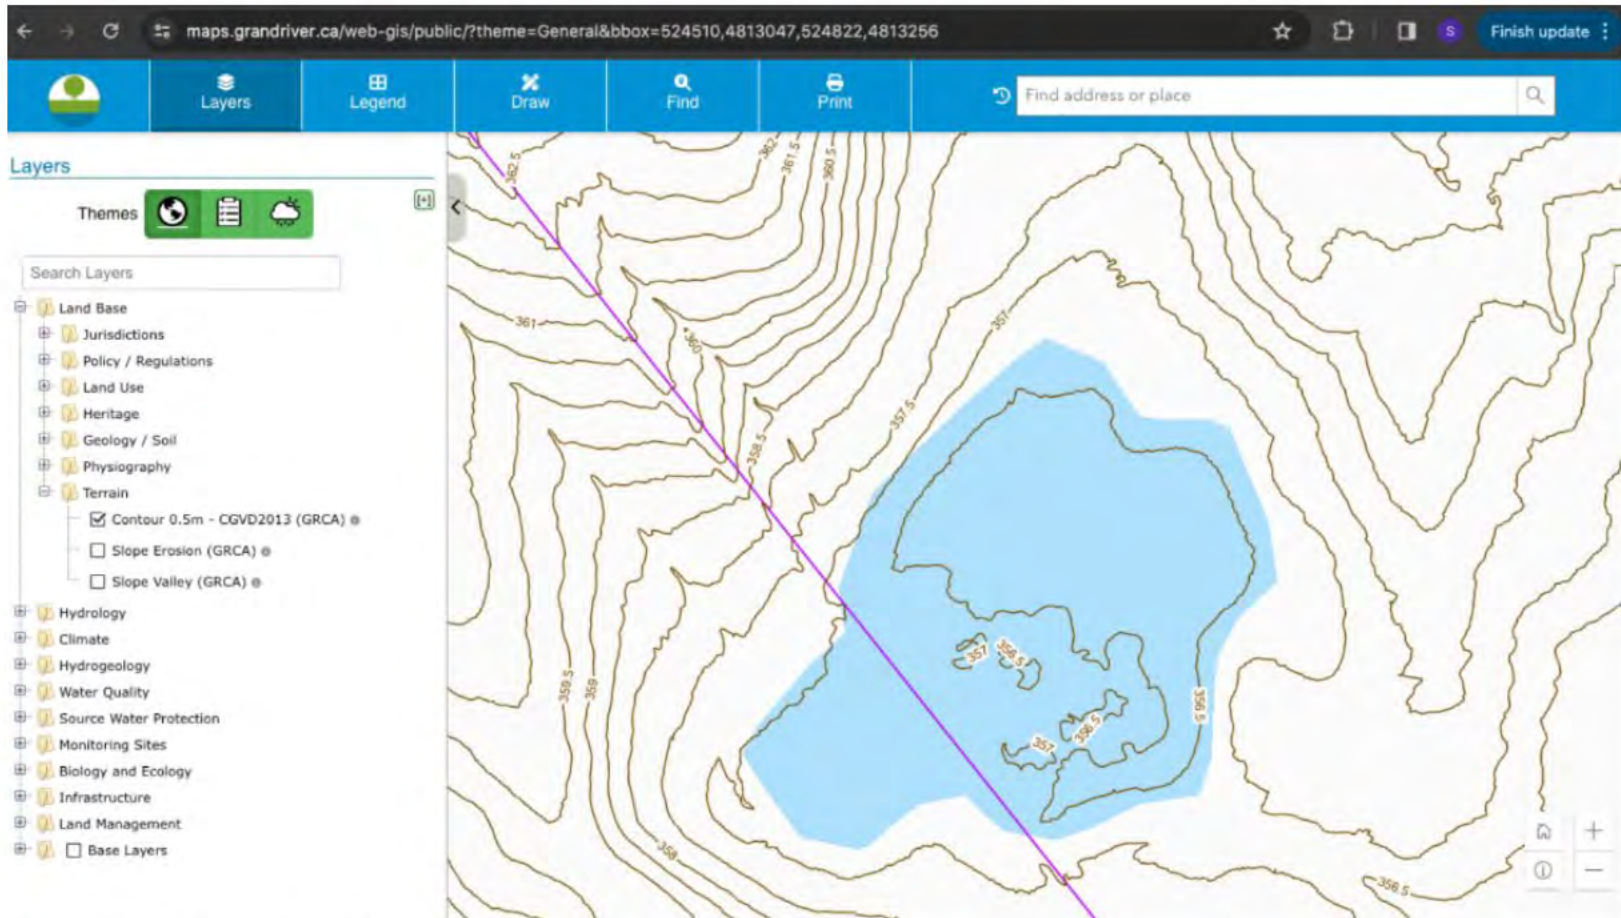 maps.grandriver.ca/web-gis/public/?theme=General&bbox=524510,4813047,524822,4813256
S
Finish update
Layers
Legend
Draw
Find
Print
Find address or place
Layers
Themes
[+]
Search Layers
Land Base
Jurisdictions
Policy / Regulations
Land Use
Heritage
Geology / Soil
Physiography
Terrain
Contour 0.5m - CGVD2013 (GRCA)
Slope Erosion (GRCA)
Slope Valley (GRCA)
Hydrology
Climate
Hydrogeology
Water Quality
Source Water Protection
Monitoring Sites
Biology and Ecology
Infrastructure
Land Management
Base Layers
362.5
362
361.5
360.5
361
360
357
357.5
358.5
357
356.5
359.5
359
356.5
356.5
357
358
356.5